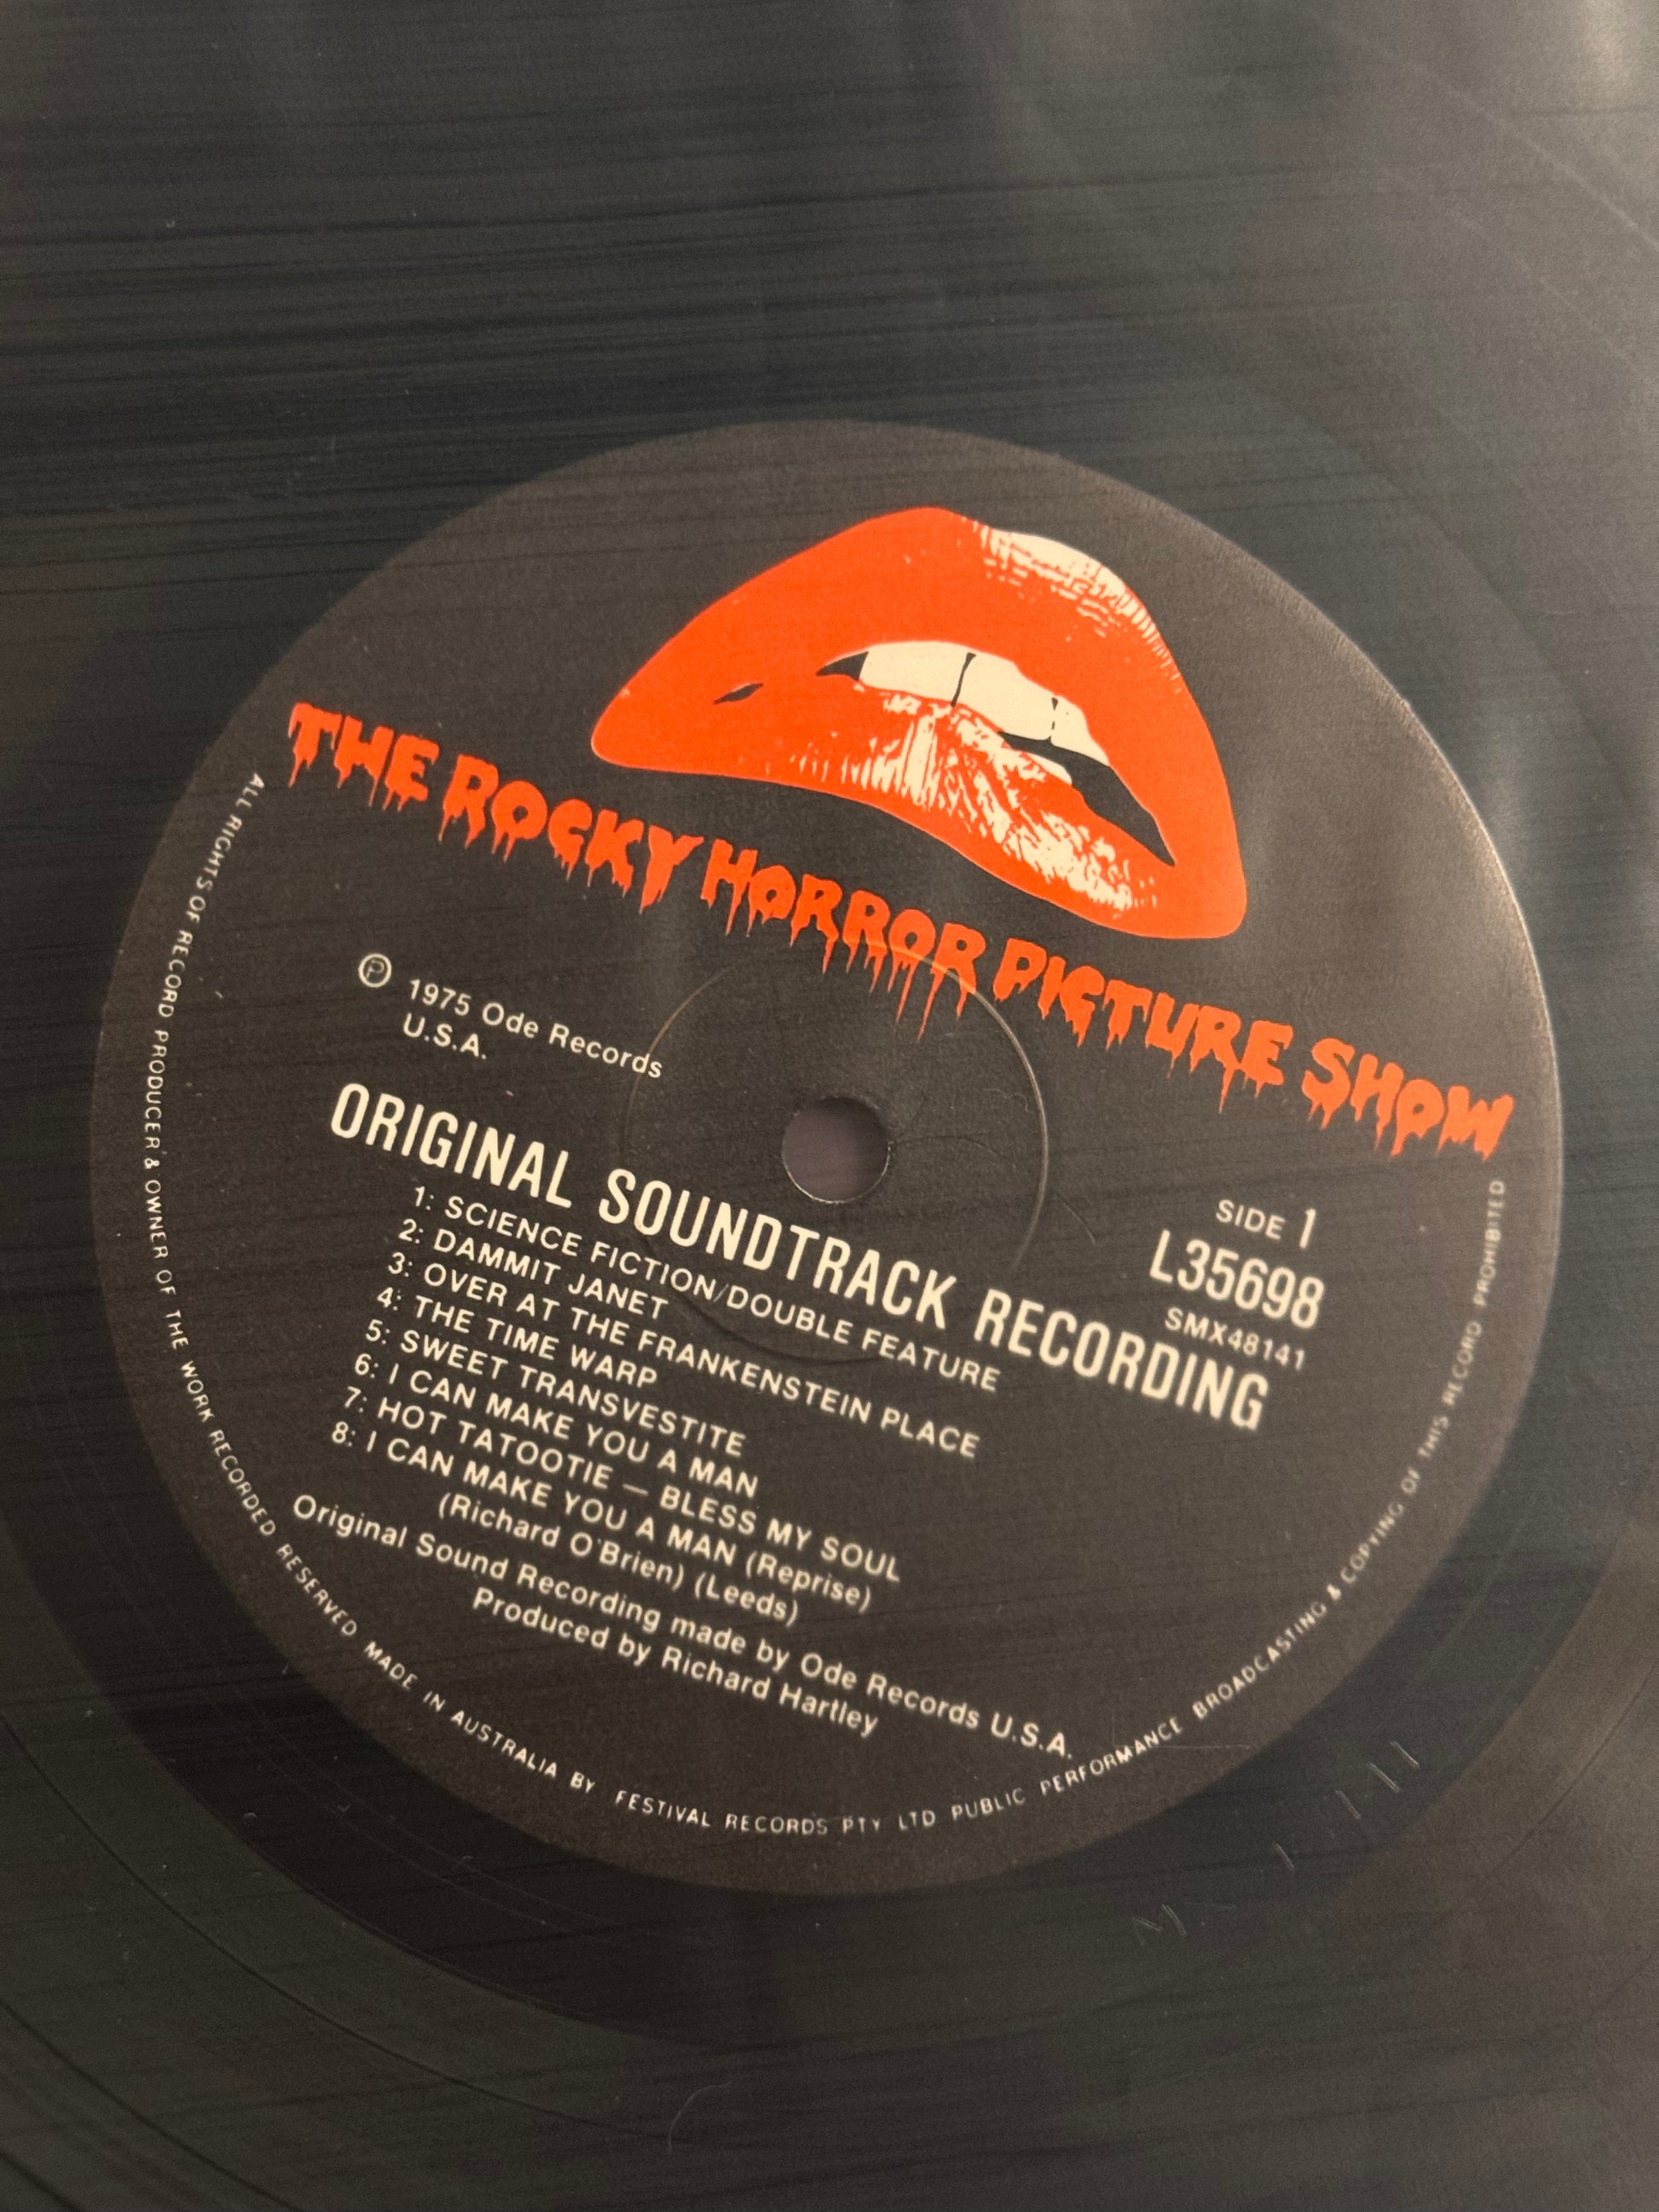 THE ROCKY HORROR PICTURE SHOW
Ⓟ 1975 Ode Records
U.S.A.
SIDE 1
L35698
SMX48141
ORIGINAL SOUNDTRACK RECORDING
1: SCIENCE FICTION/DOUBLE FEATURE
2: DAMMIT JANET
3: OVER AT THE FRANKENSTEIN PLACE
4: THE TIME WARP
5: SWEET TRANSVESTITE
6: I CAN MAKE YOU A MAN
7: HOT TATOOTIE — BLESS MY SOUL
8: I CAN MAKE YOU A MAN (Reprise)
(Richard O'Brien) (Leeds)
Original Sound Recording made by Ode Records U.S.A.
Produced by Richard Hartley
ALL RIGHTS OF RECORD PRODUCER & OWNER OF THE WORK RECORDED RESERVED MADE IN AUSTRALIA BY FESTIVAL RECORDS PTY LTD PUBLIC PERFORMANCE BROADCASTING & COPYING OF THIS RECORD PROHIBITED